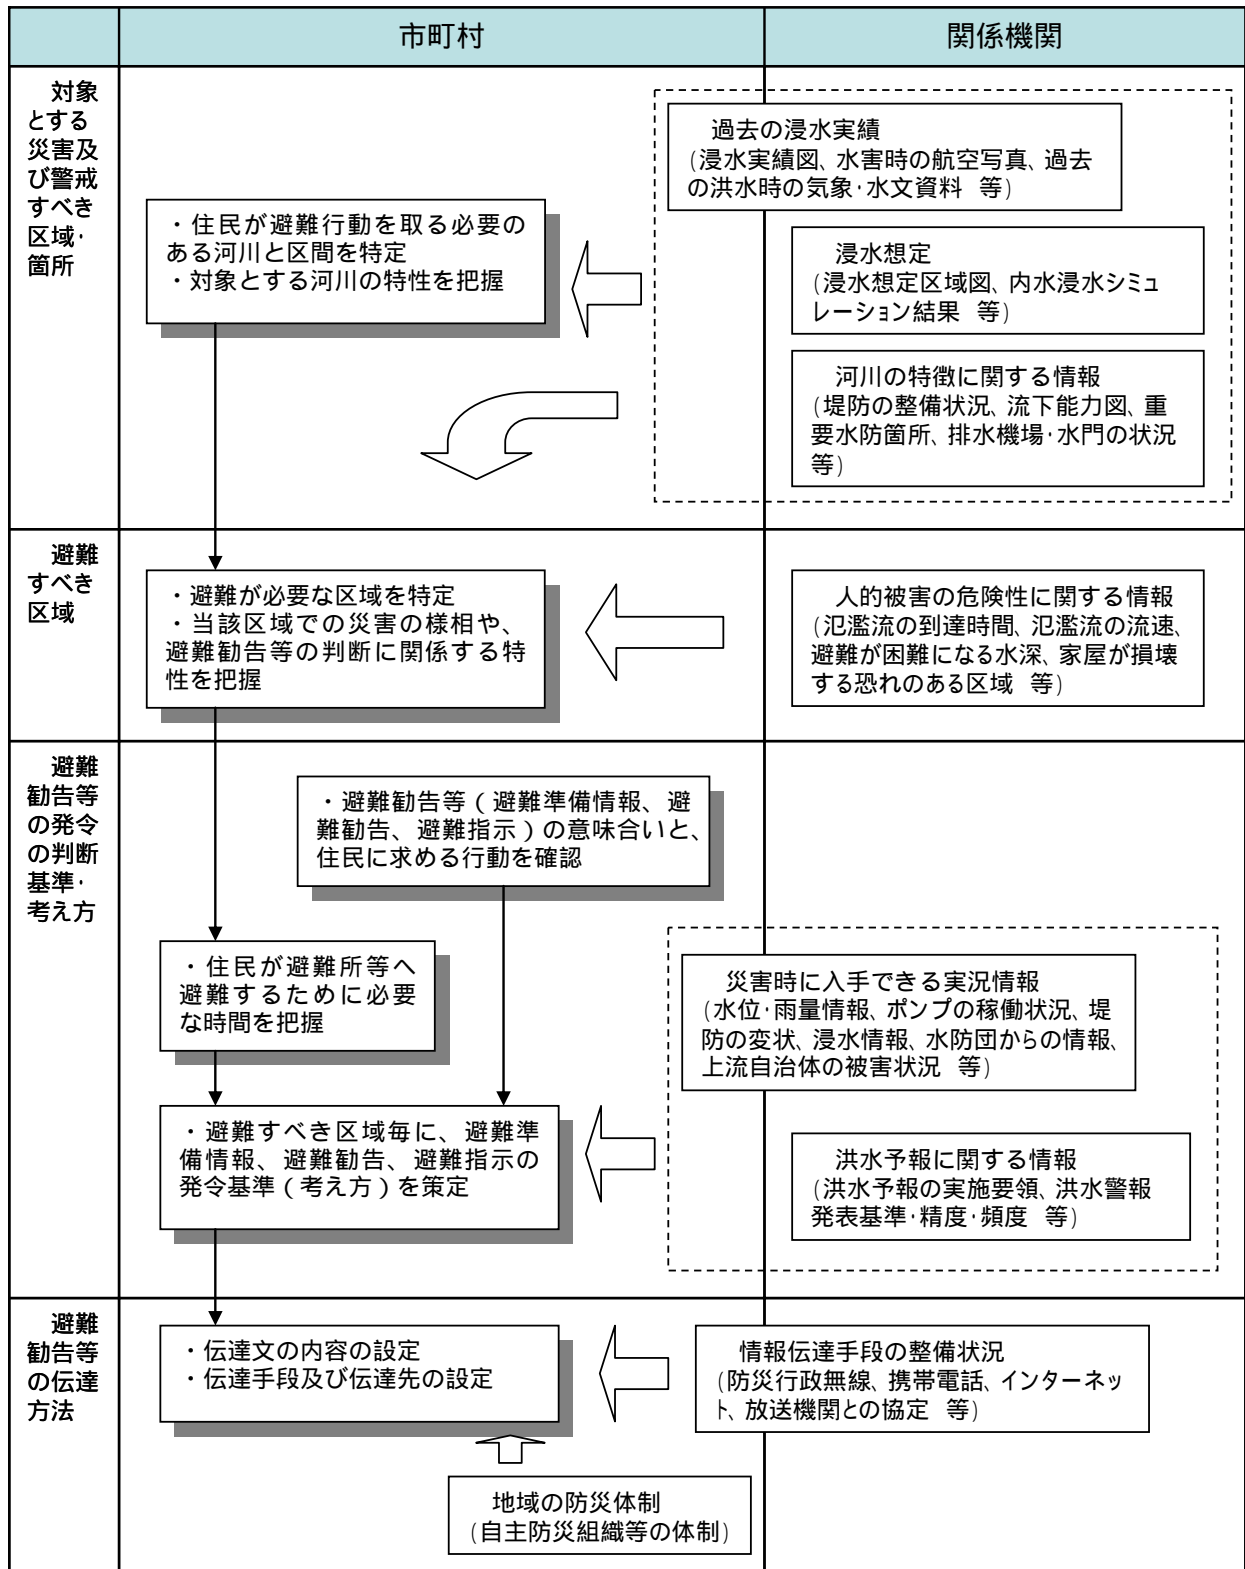 市町村
関係機関
対象
とする
災害及
び警戒
すべき
区域・
箇所
・住民が避難行動を取る必要の
ある河川と区間を特定
・対象とする河川の特性を把握
過去の浸水実績
(浸水実績図、水害時の航空写真、過去
の洪水時の気象・水文資料 等)
浸水想定
(浸水想定区域図、内水浸水シミュ
レーション結果 等)
河川の特徴に関する情報
(堤防の整備状況、流下能力図、重
要水防箇所、排水機場・水門の状況
等)
避難
すべき
区域
・避難が必要な区域を特定
・当該区域での災害の様相や、
避難勧告等の判断に関係する特
性を把握
人的被害の危険性に関する情報
(氾濫流の到達時間、氾濫流の流速、
避難が困難になる水深、家屋が損壊
する恐れのある区域 等)
避難
勧告等
の発令
の判断
基準・
考え方
・避難勧告等(避難準備情報、避
難勧告、避難指示)の意味合いと、
住民に求める行動を確認
・住民が避難所等へ
避難するために必要
な時間を把握
災害時に入手できる実況情報
(水位・雨量情報、ポンプの稼働状況、堤
防の変状、浸水情報、水防団からの情報、
上流自治体の被害状況 等)
・避難すべき区域毎に、避難準
備情報、避難勧告、避難指示の
発令基準(考え方)を策定
洪水予報に関する情報
(洪水予報の実施要領、洪水警報
発表基準・精度・頻度 等)
避難
勧告等
の伝達
方法
・伝達文の内容の設定
・伝達手段及び伝達先の設定
情報伝達手段の整備状況
(防災行政無線、携帯電話、インターネッ
ト、放送機関との協定 等)
地域の防災体制
(自主防災組織等の体制)